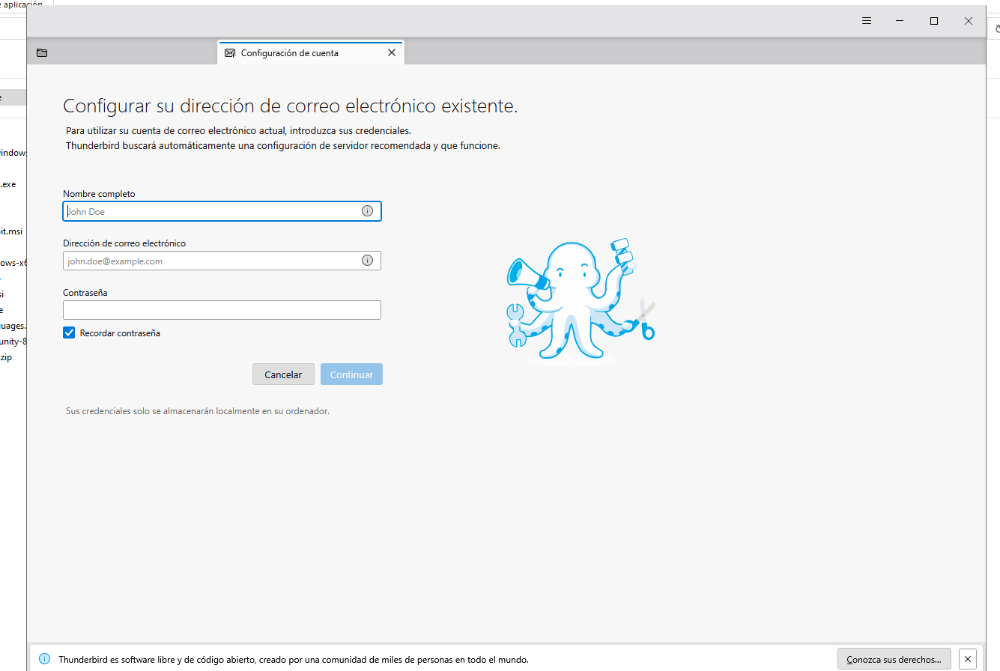 aplicación
Configuración de cuenta
Configurar su dirección de correo electrónico existente.
Para utilizar su cuenta de correo electrónico actual, introduzca sus credenciales.
Thunderbird buscará automáticamente una configuración de servidor recomendada y que funcione.
Nombre completo
John Doe
Dirección de correo electrónico
john.doe@example.com
Contraseña
Recordar contraseña
Cancelar
Continuar
Sus credenciales solo se almacenarán localmente en su ordenador.
.exe
it.msi
ows-x6
si
uages.
unity-8
.zip
Thunderbird es software libre y de código abierto, creado por una comunidad de miles de personas en todo el mundo.
Conozca sus derechos...